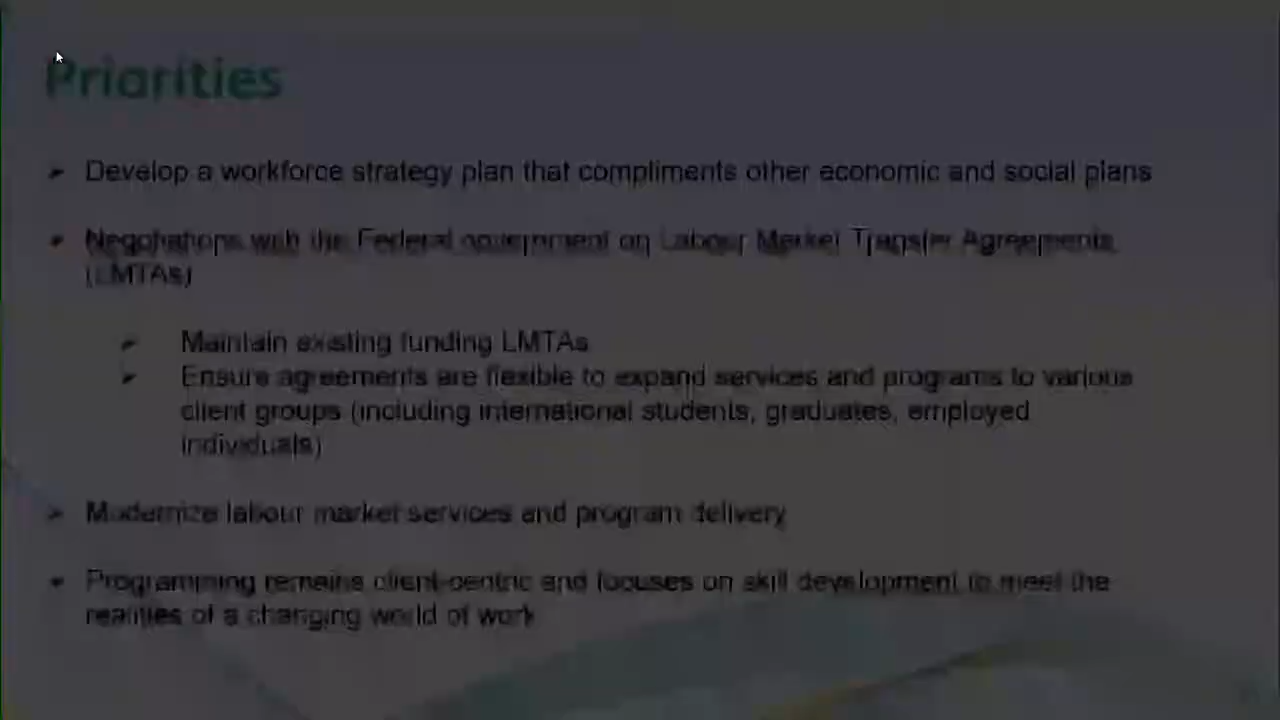 Priorities
Develop a workforce strategy plan that compliments other economic and social plans
Negotiations with the Federal government on Labour Market Transfer Agreements
(LMTAs)
Maintain existing funding LMTAs
Ensure agreements are flexible to expand services and programs to various
client groups (including international students, graduates, employed
individuals)
Modernize labour market services and program delivery
Programming remains client-centric and focuses on skill development to meet the
realities of a changing world of work